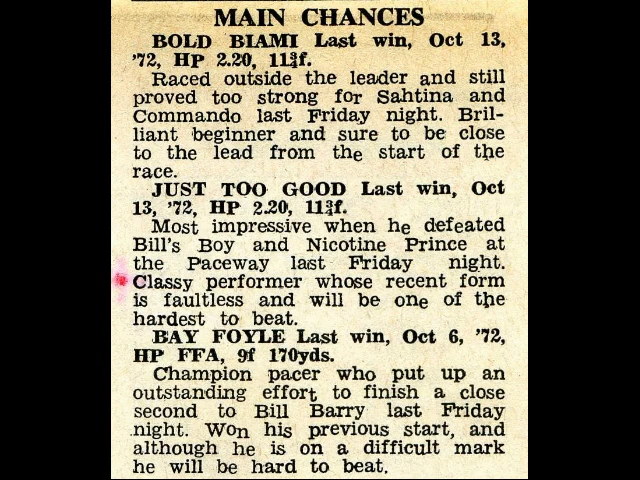 MAIN CHANCES
BOLD BIAMI Last win, Oct 13,
'72, HP 2.20, 11¾f.
Raced outside the leader and still
proved too strong for Sahtina and
Commando last Friday night. Bril-
liant beginner and sure to be close
to the lead from the start of the
race.
JUST TOO GOOD Last win, Oct
13, '72, HP 2.20, 11¾f.
Most impressive when he defeated
Bill's Boy and Nicotine Prince at
the Paceway last Friday night.
Classy performer whose recent form
is faultless and will be one of the
hardest to beat.
BAY FOYLE Last win, Oct 6, '72,
HP FFA, 9f 170yds.
Champion pacer who put up an
outstanding effort to finish a close
second to Bill Barry last Friday
night. Won his previous start, and
although he is on a difficult mark
he will be hard to beat.